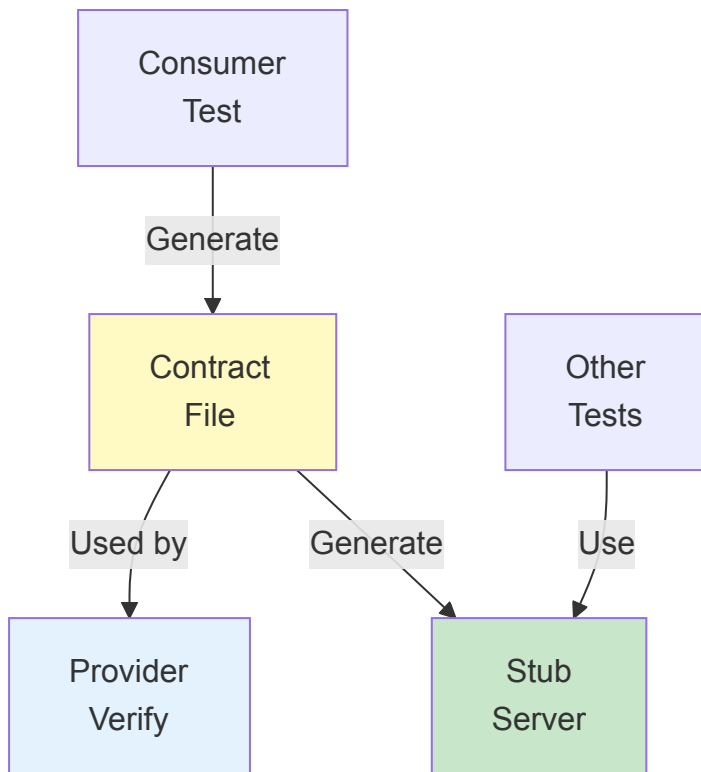 Consumer
Test
Generate
Contract
File
Other
Tests
Used by
Generate
Use
Provider
Verify
Stub
Server